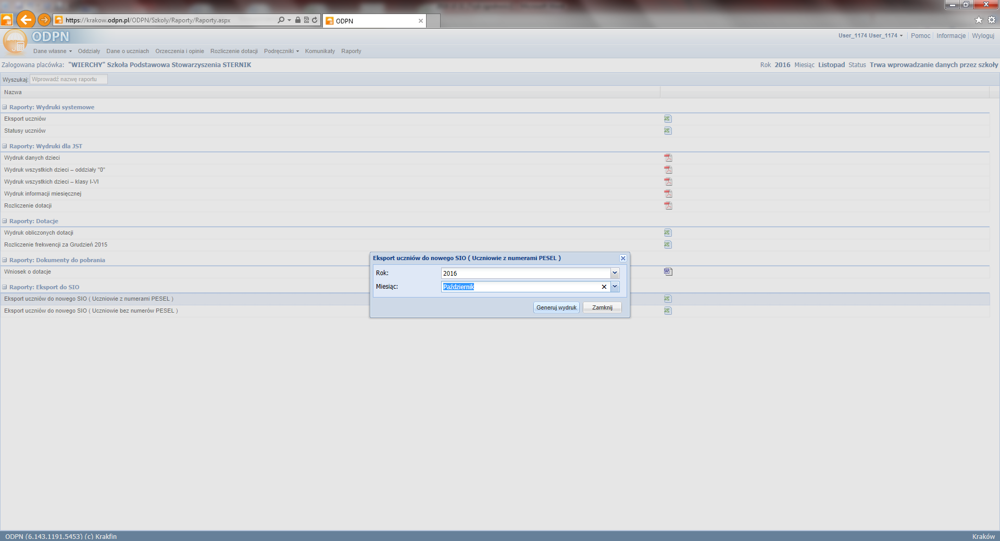 https://krakow.odpn.pl/ODPN/Szkoly/Raporty/Raporty.aspx
ODPN
ODPN
User_1174 User_1174 Pomoc Informacje Wyloguj
Dane własne Oddziały Dane o uczniach Orzeczenia i opinie Rozliczenie dotacji Podręczniki Komunikaty Raporty
Zalogowana placówka: "WIERCHY" Szkoła Podstawowa Stowarzyszenia STERNIK Rok 2016 Miesiąc Listopad Status Trwa wprowadzanie danych przez szkoły
Wyszukaj: Wprowadź nazwę raportu
Nazwa
Raporty: Wydruki systemowe
Eksport uczniów
Statusy uczniów
Raporty: Wydruki dla JST
Wydruk danych dzieci
Wydruk wszystkich dzieci – oddziały "0"
Wydruk wszystkich dzieci – klasy I-VI
Wydruk informacji miesięcznej
Rozliczenie dotacji
Raporty: Dotacje
Wydruk obliczonych dotacji
Rozliczenie frekwencji za Grudzień 2015
Raporty: Dokumenty do pobrania
Wniosek o dotacje
Raporty: Eksport do SIO
Eksport uczniów do nowego SIO ( Uczniowie z numerami PESEL )
Eksport uczniów do nowego SIO ( Uczniowie bez numerów PESEL )
Eksport uczniów do nowego SIO ( Uczniowie z numerami PESEL )
Rok: 2016
Miesiąc: Październik
Generuj wydruk Zamknij
ODPN (6.143.1191.5453) (c) Krakfin Kraków